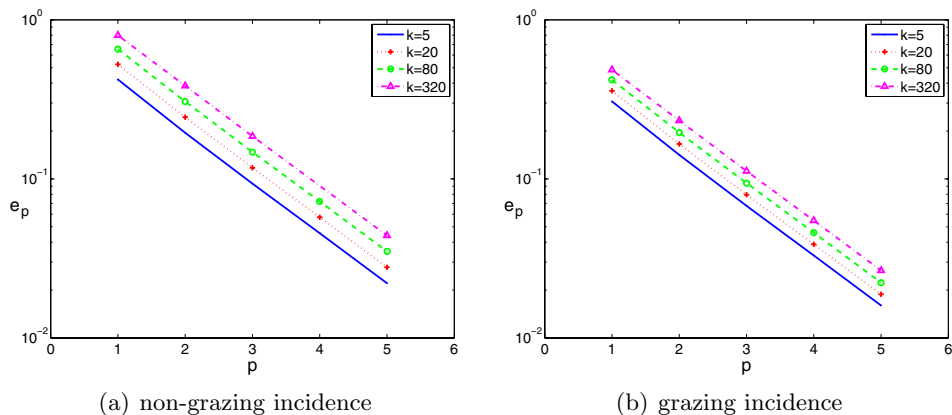 10^0
10^-1
10^-2
e_p
0 1 2 3 4 5 6
p
k=5
k=20
k=80
k=320
(a) non-grazing incidence
10^0
10^-1
10^-2
e_p
0 1 2 3 4 5 6
p
k=5
k=20
k=80
k=320
(b) grazing incidence